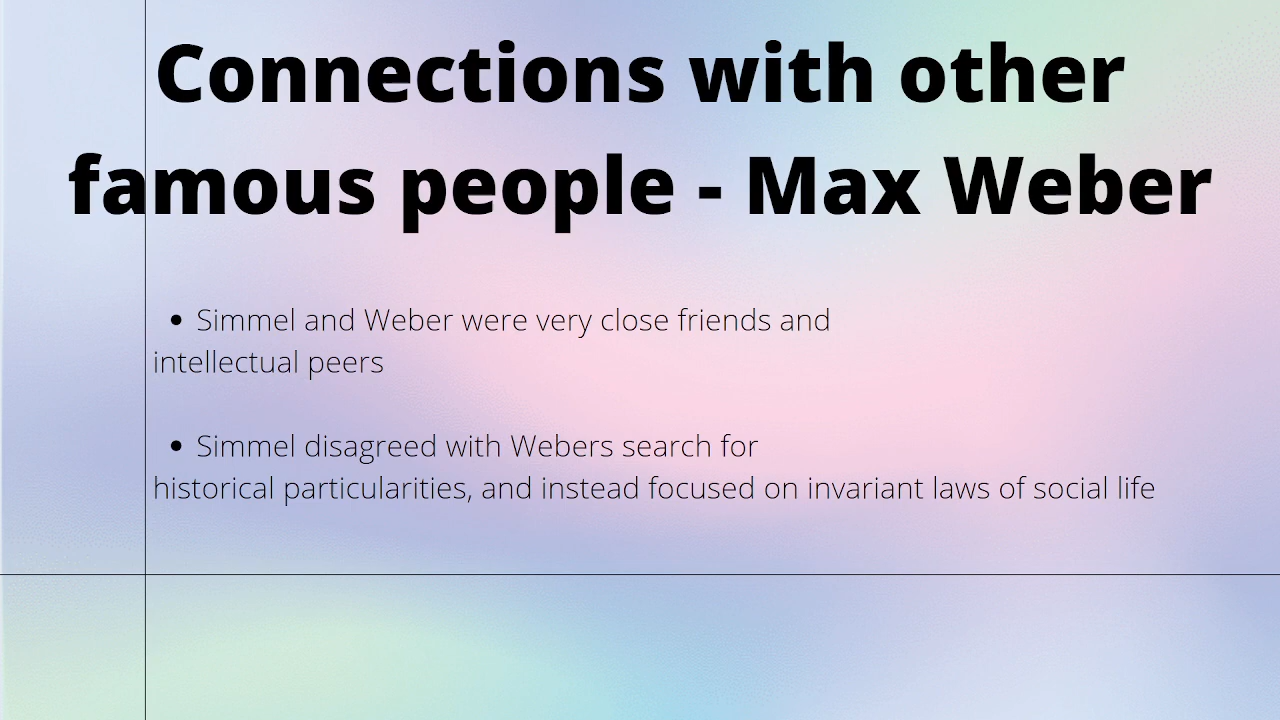 Connections with other
famous people - Max Weber
• Simmel and Weber were very close friends and
intellectual peers
• Simmel disagreed with Webers search for
historical particularities, and instead focused on invariant laws of social life